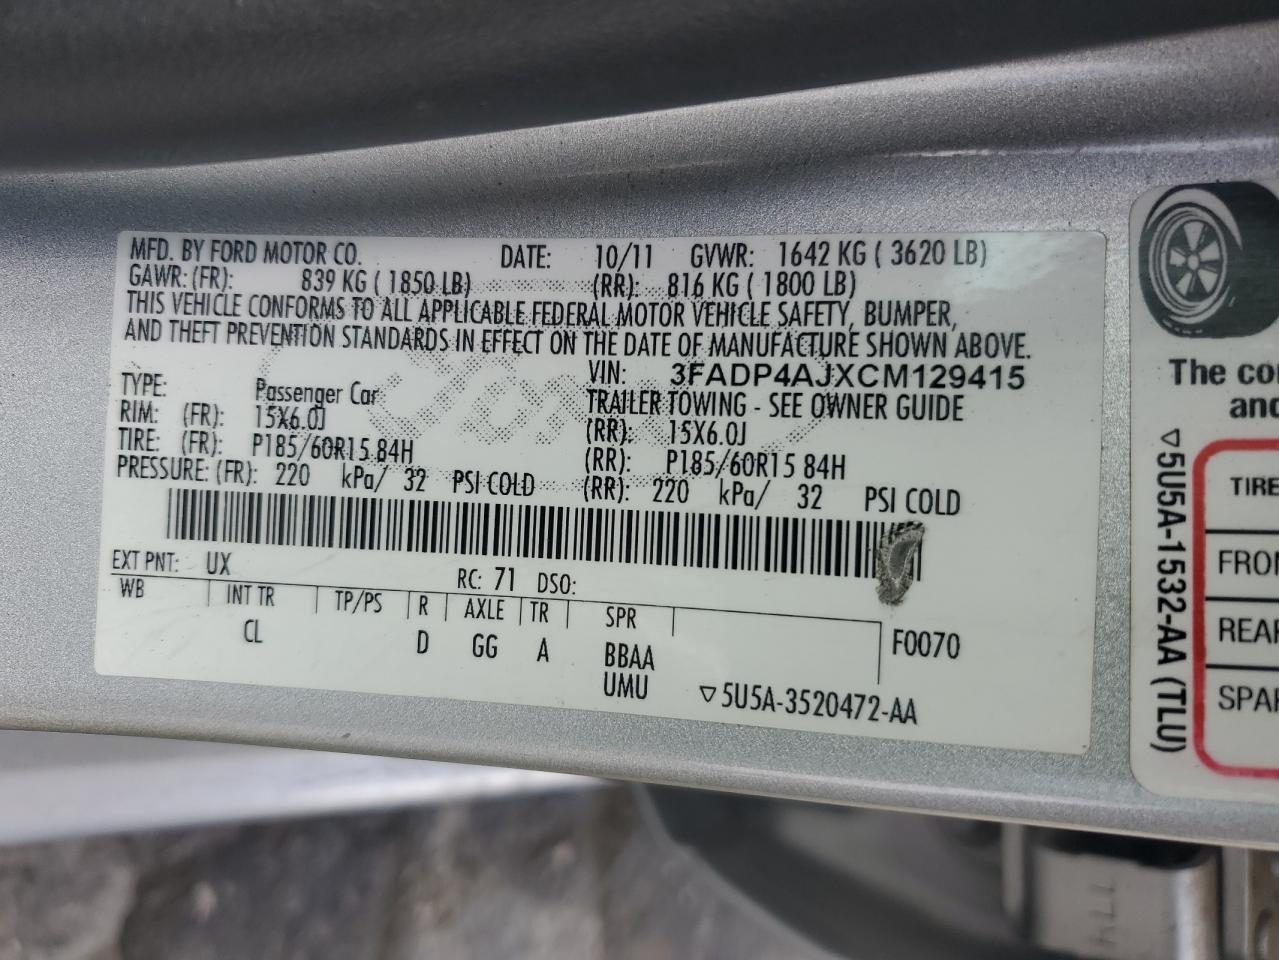 MFD. BY FORD MOTOR CO. DATE: 10/11 GVWR: 1642 KG ( 3620 LB)
GAWR: (FR): 839 KG ( 1850 LB) (RR): 816 KG ( 1800 LB)
THIS VEHICLE CONFORMS TO ALL APPLICABLE FEDERAL MOTOR VEHICLE SAFETY, BUMPER,
AND THEFT PREVENTION STANDARDS IN EFFECT ON THE DATE OF MANUFACTURE SHOWN ABOVE.
VIN: 3FADP4AJXCM129415
TYPE: Passenger Car TRAILER TOWING - SEE OWNER GUIDE
RIM: (FR): 15X6.0J (RR): 15X6.0J
TIRE: (FR): P185/60R15 84H (RR): P185/60R15 84H
PRESSURE: (FR): 220 kPa/ 32 PSI COLD (RR): 220 kPa/ 32 PSI COLD
EXT PNT: UX RC: 71 DSO:
WB INT TR TP/PS R AXLE TR SPR
CL D GG A BBAA F0070
UMU ▽5U5A-3520472-AA
The co
and
▽5U5A-1532-AA (TLU)
TIRE
FRO
REAR
SPAR